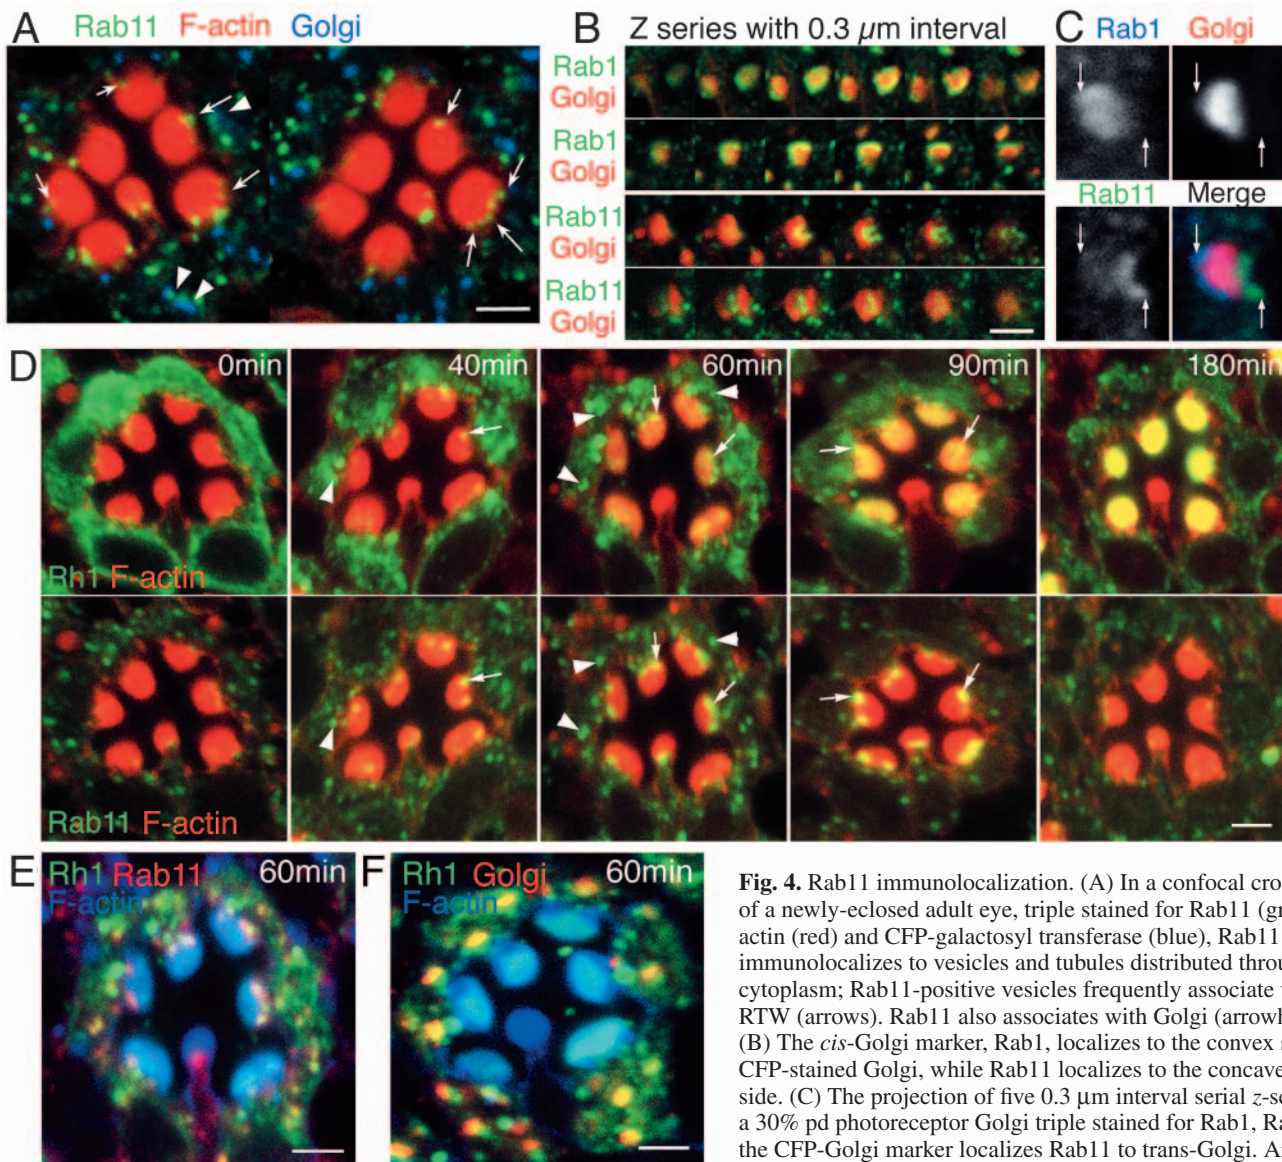 A Rab11 F-actin Golgi
B Z series with 0.3 µm interval
Rab1
Golgi
Rab1
Golgi
Rab11
Golgi
Rab11
Golgi
C Rab1 Golgi
Rab11 Merge
D 0min 40min 60min 90min 180min
Rh1 F-actin
Rab11 F-actin
E Rh1 Rab11 60min
F-actin
F Rh1 Golgi 60min
F-actin
Fig. 4. Rab11 immunolocalization. (A) In a confocal cro
of a newly-eclosed adult eye, triple stained for Rab11 (gr
actin (red) and CFP-galactosyl transferase (blue), Rab11
immunolocalizes to vesicles and tubules distributed throu
cytoplasm; Rab11-positive vesicles frequently associate
RTW (arrows). Rab11 also associates with Golgi (arrowh
(B) The cis-Golgi marker, Rab1, localizes to the convex s
CFP-stained Golgi, while Rab11 localizes to the concave
side. (C) The projection of five 0.3 µm interval serial z-se
a 30% pd photoreceptor Golgi triple stained for Rab1, Ra
the CFP-Golgi marker localizes Rab11 to trans-Golgi. A